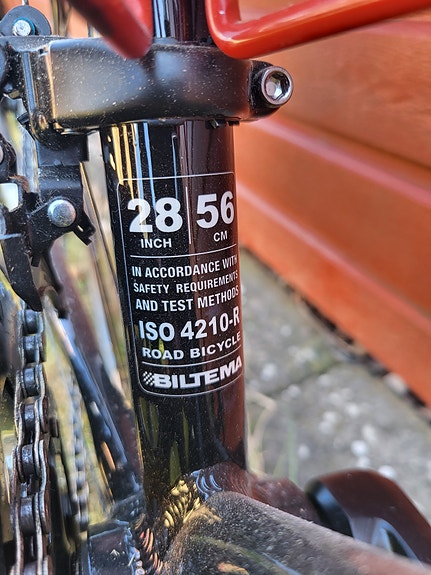 28 56
INCH CM
IN ACCORDANCE WITH
SAFETY REQUIREMENTS
AND TEST METHODS
ISO 4210-R
ROAD BICYCLE
BILTEMA